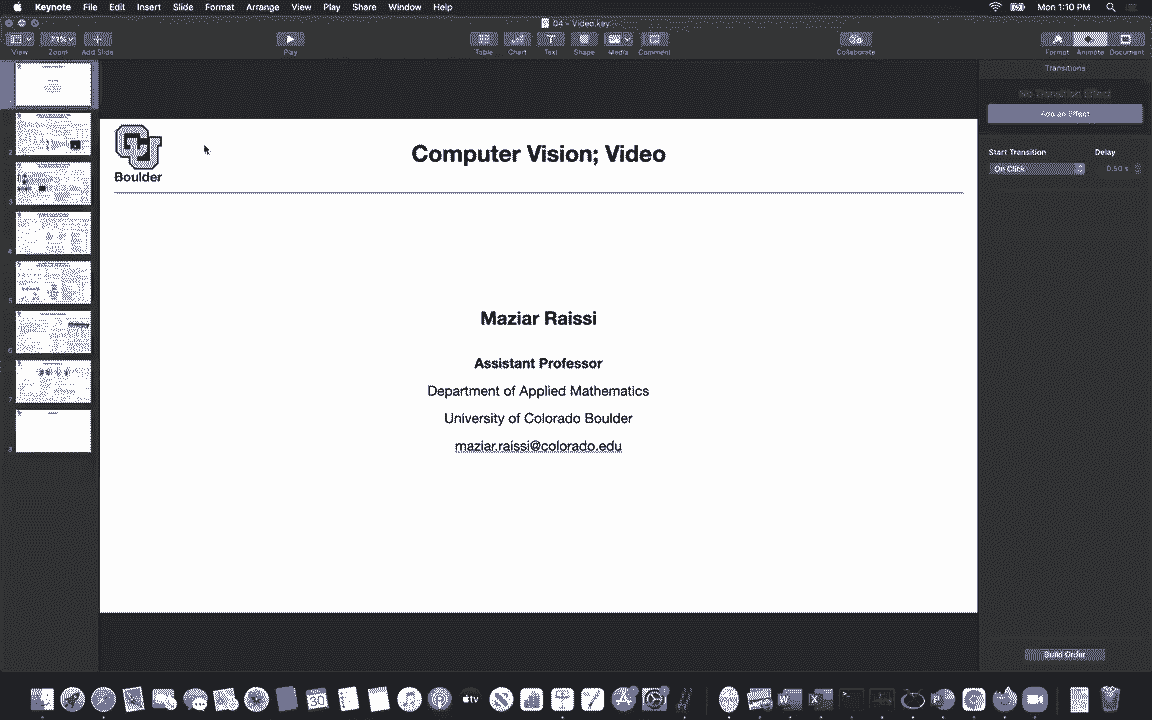 Keynote File Edit Insert Slide Format Arrange View Play Share Window Help
Mon 1:10 PM
04 - Video.key
View Zoom Add Slide
Play
Table Chart Text Shape Media Comment
Collaborate
Format Animate Document
Transitions
No Transition Effect
Add an Effect
Start Transition Delay
On Click 0.50 s
Boulder
Computer Vision; Video
Maziar Raissi
Assistant Professor
Department of Applied Mathematics
University of Colorado Boulder
maziar.raissi@colorado.edu
1
2
3
4
5
6
7
8
Build Order
30
tv